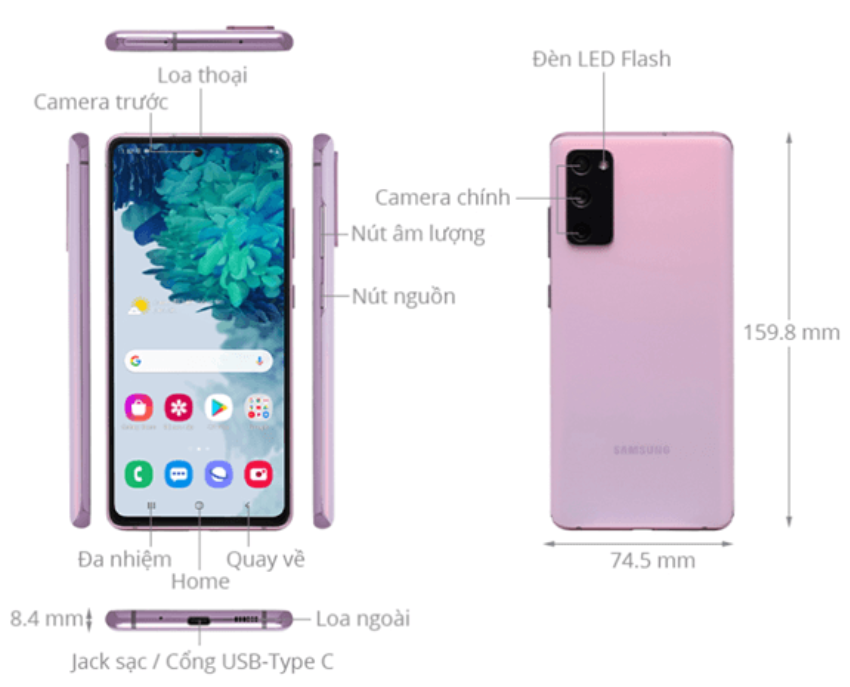 Loa thoại
Camera trước
Đèn LED Flash
Camera chính
Nút âm lượng
Nút nguồn
159.8 mm
SAMSUNG
74.5 mm
Đa nhiệm
Quay về
Home
8.4 mm
Loa ngoài
Jack sạc / Cổng USB-Type C